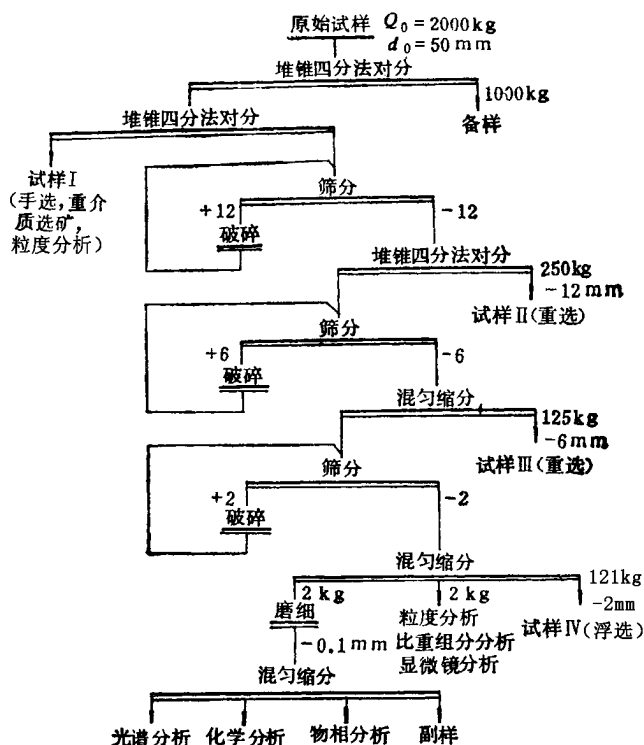 原始试样 Q₀ = 2000kg
d₀ = 50 mm
堆锥四分法对分
1000kg
备样
堆锥四分法对分
试样I
(手选,重介
质选矿,
粒度分析)
筛分
+12
-12
破碎
堆锥四分法对分
250kg
-12mm
试样II(重选)
筛分
+6
-6
破碎
混匀缩分
125kg
-6mm
试样III(重选)
筛分
+2
-2
破碎
混匀缩分
121kg
2kg
2kg
-2mm
磨细
粒度分析
试样IV(浮选)
-0.1mm
比重组分分析
显微镜分析
混匀缩分
光谱分析 化学分析 物相分析 副样